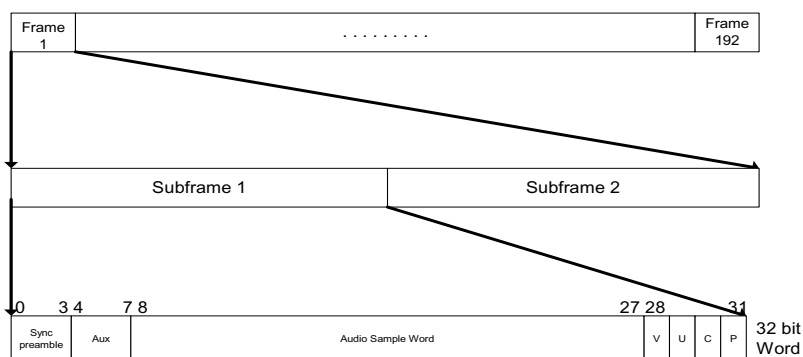 Frame
1
. . . . . . . . .
Frame
192
Subframe 1
Subframe 2
0 3 4 7 8 27 28 31
Sync
preamble
Aux
Audio Sample Word
V U C P
32 bit
Word